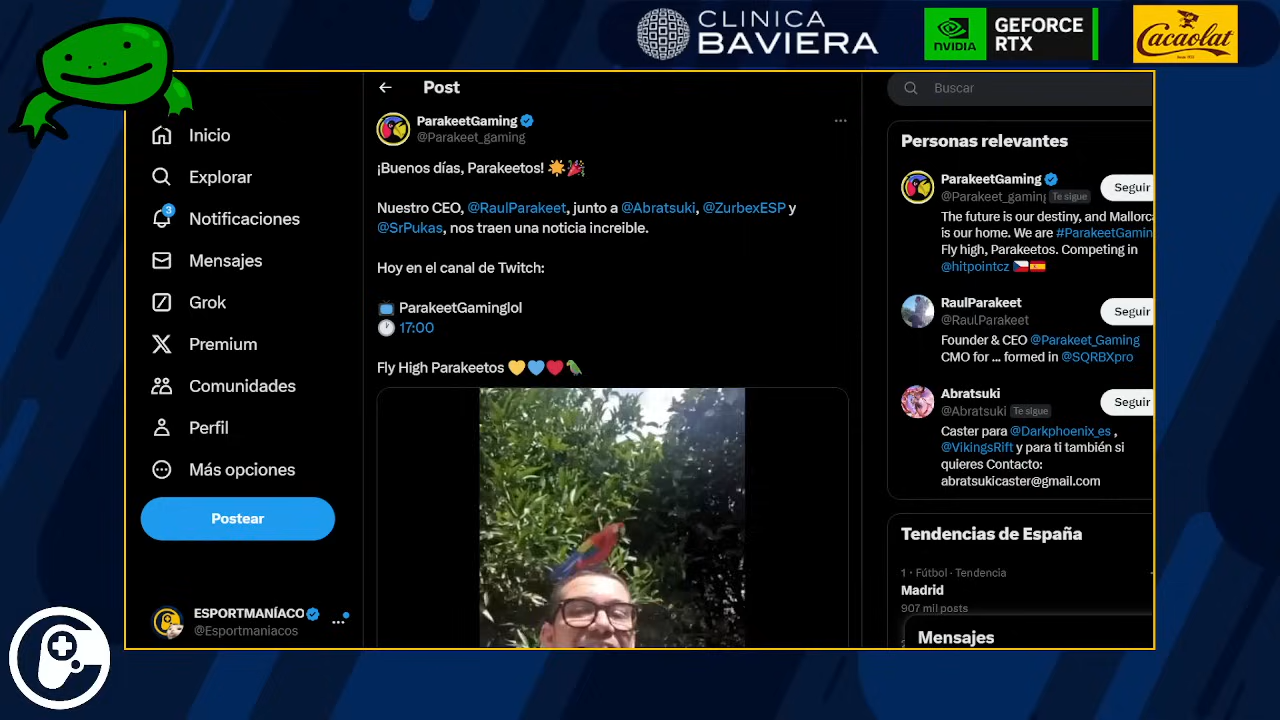 CLINICA
BAVIERA
NVIDIA
GEFORCE
RTX
Cacaolat
Inicio
Explorar
3
Notificaciones
Mensajes
Grok
Premium
Comunidades
Perfil
Más opciones
Postear
ESPORTMANÍACO
@Esportmaniacos
Post
ParakeetGaming
@Parakeet_gaming
¡Buenos días, Parakeetos! 🌟🎉
Nuestro CEO, @RaulParakeet, junto a @Abratsuki, @ZurbexESP y
@SrPukas, nos traen una noticia increible.
Hoy en el canal de Twitch:
📺 ParakeetGaminglol
🕐 17:00
Fly High Parakeetos 💛💙❤️🦜
Buscar
Personas relevantes
ParakeetGaming
@Parakeet_gaming Te sigue
Seguir
The future is our destiny, and Mallorca
is our home. We are #ParakeetGamin
Fly high, Parakeetos. Competing in
@hitpointcz 🇨🇿🇪🇸
RaulParakeet
@RaulParakeet
Seguir
Founder & CEO @Parakeet_Gaming
CMO for ... formed in @SQRBXpro
Abratsuki
@Abratsuki Te sigue
Seguir
Caster para @Darkphoenix_es ,
@VikingsRift y para ti también si
quieres Contacto:
abratsukicaster@gmail.com
Tendencias de España
1 · Fútbol · Tendencia
Madrid
907 mil posts
Mensajes